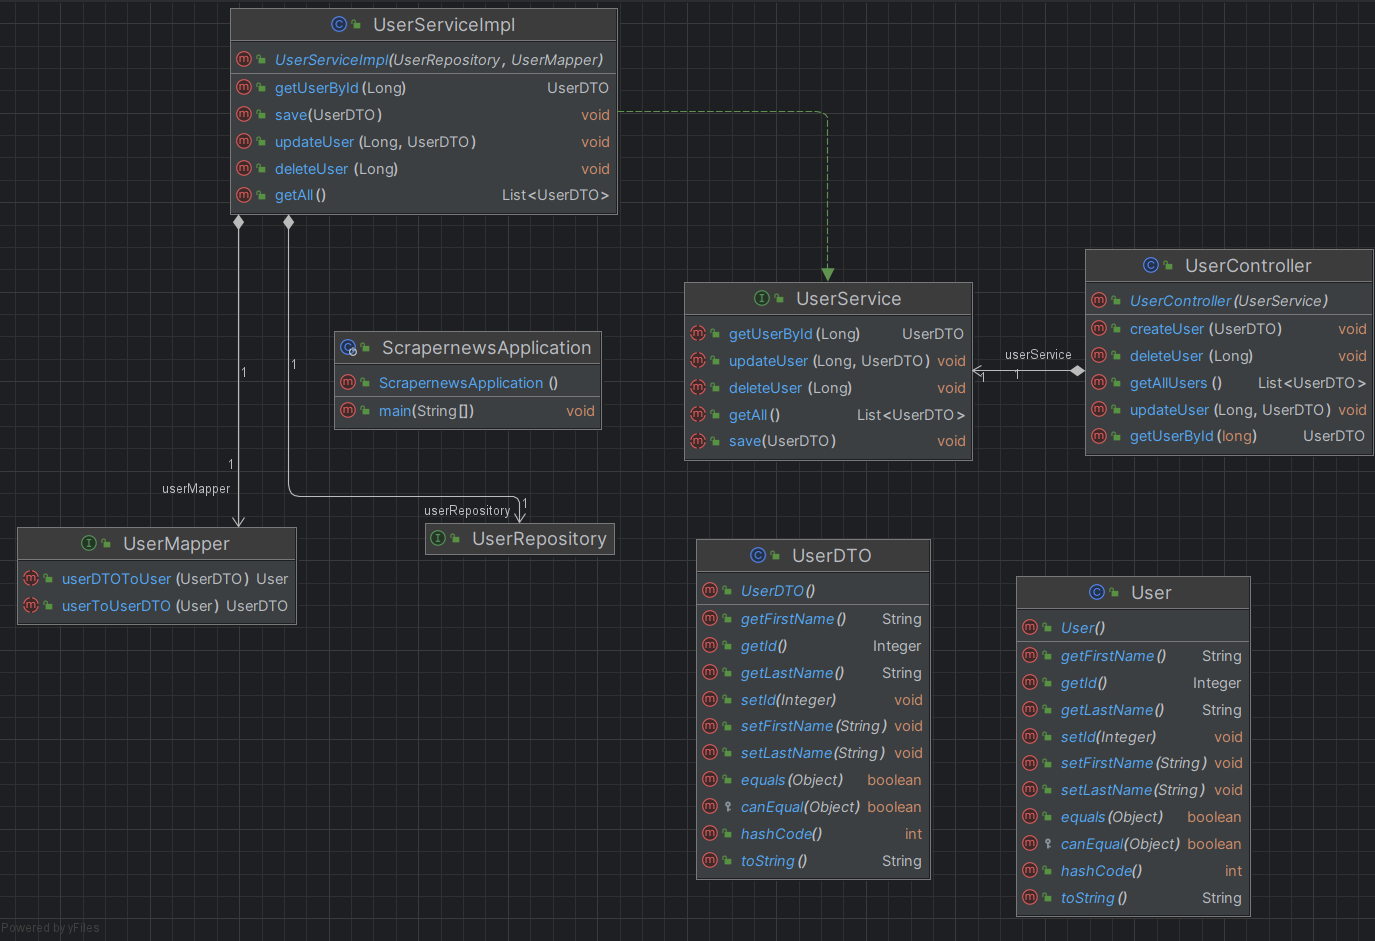 UserServiceImpl
UserServiceImpl(UserRepository, UserMapper)
getUserById(Long) UserDTO
save(UserDTO) void
updateUser(Long, UserDTO) void
deleteUser(Long) void
getAll() List<UserDTO>
1
1
1
userMapper
userRepository
1
ScrapernewsApplication
ScrapernewsApplication()
main(String[]) void
UserService
getUserById(Long) UserDTO
updateUser(Long, UserDTO) void
deleteUser(Long) void
getAll() List<UserDTO>
save(UserDTO) void
userService
1
1
UserController
UserController(UserService)
createUser(UserDTO) void
deleteUser(Long) void
getAllUsers() List<UserDTO>
updateUser(Long, UserDTO) void
getUserById(long) UserDTO
UserMapper
userDTOToUser(UserDTO) User
userToUserDTO(User) UserDTO
UserRepository
UserDTO
UserDTO()
getFirstName() String
getId() Integer
getLastName() String
setId(Integer) void
setFirstName(String) void
setLastName(String) void
equals(Object) boolean
canEqual(Object) boolean
hashCode() int
toString() String
User
User()
getFirstName() String
getId() Integer
getLastName() String
setId(Integer) void
setFirstName(String) void
setLastName(String) void
equals(Object) boolean
canEqual(Object) boolean
hashCode() int
toString() String
Powered by yFiles